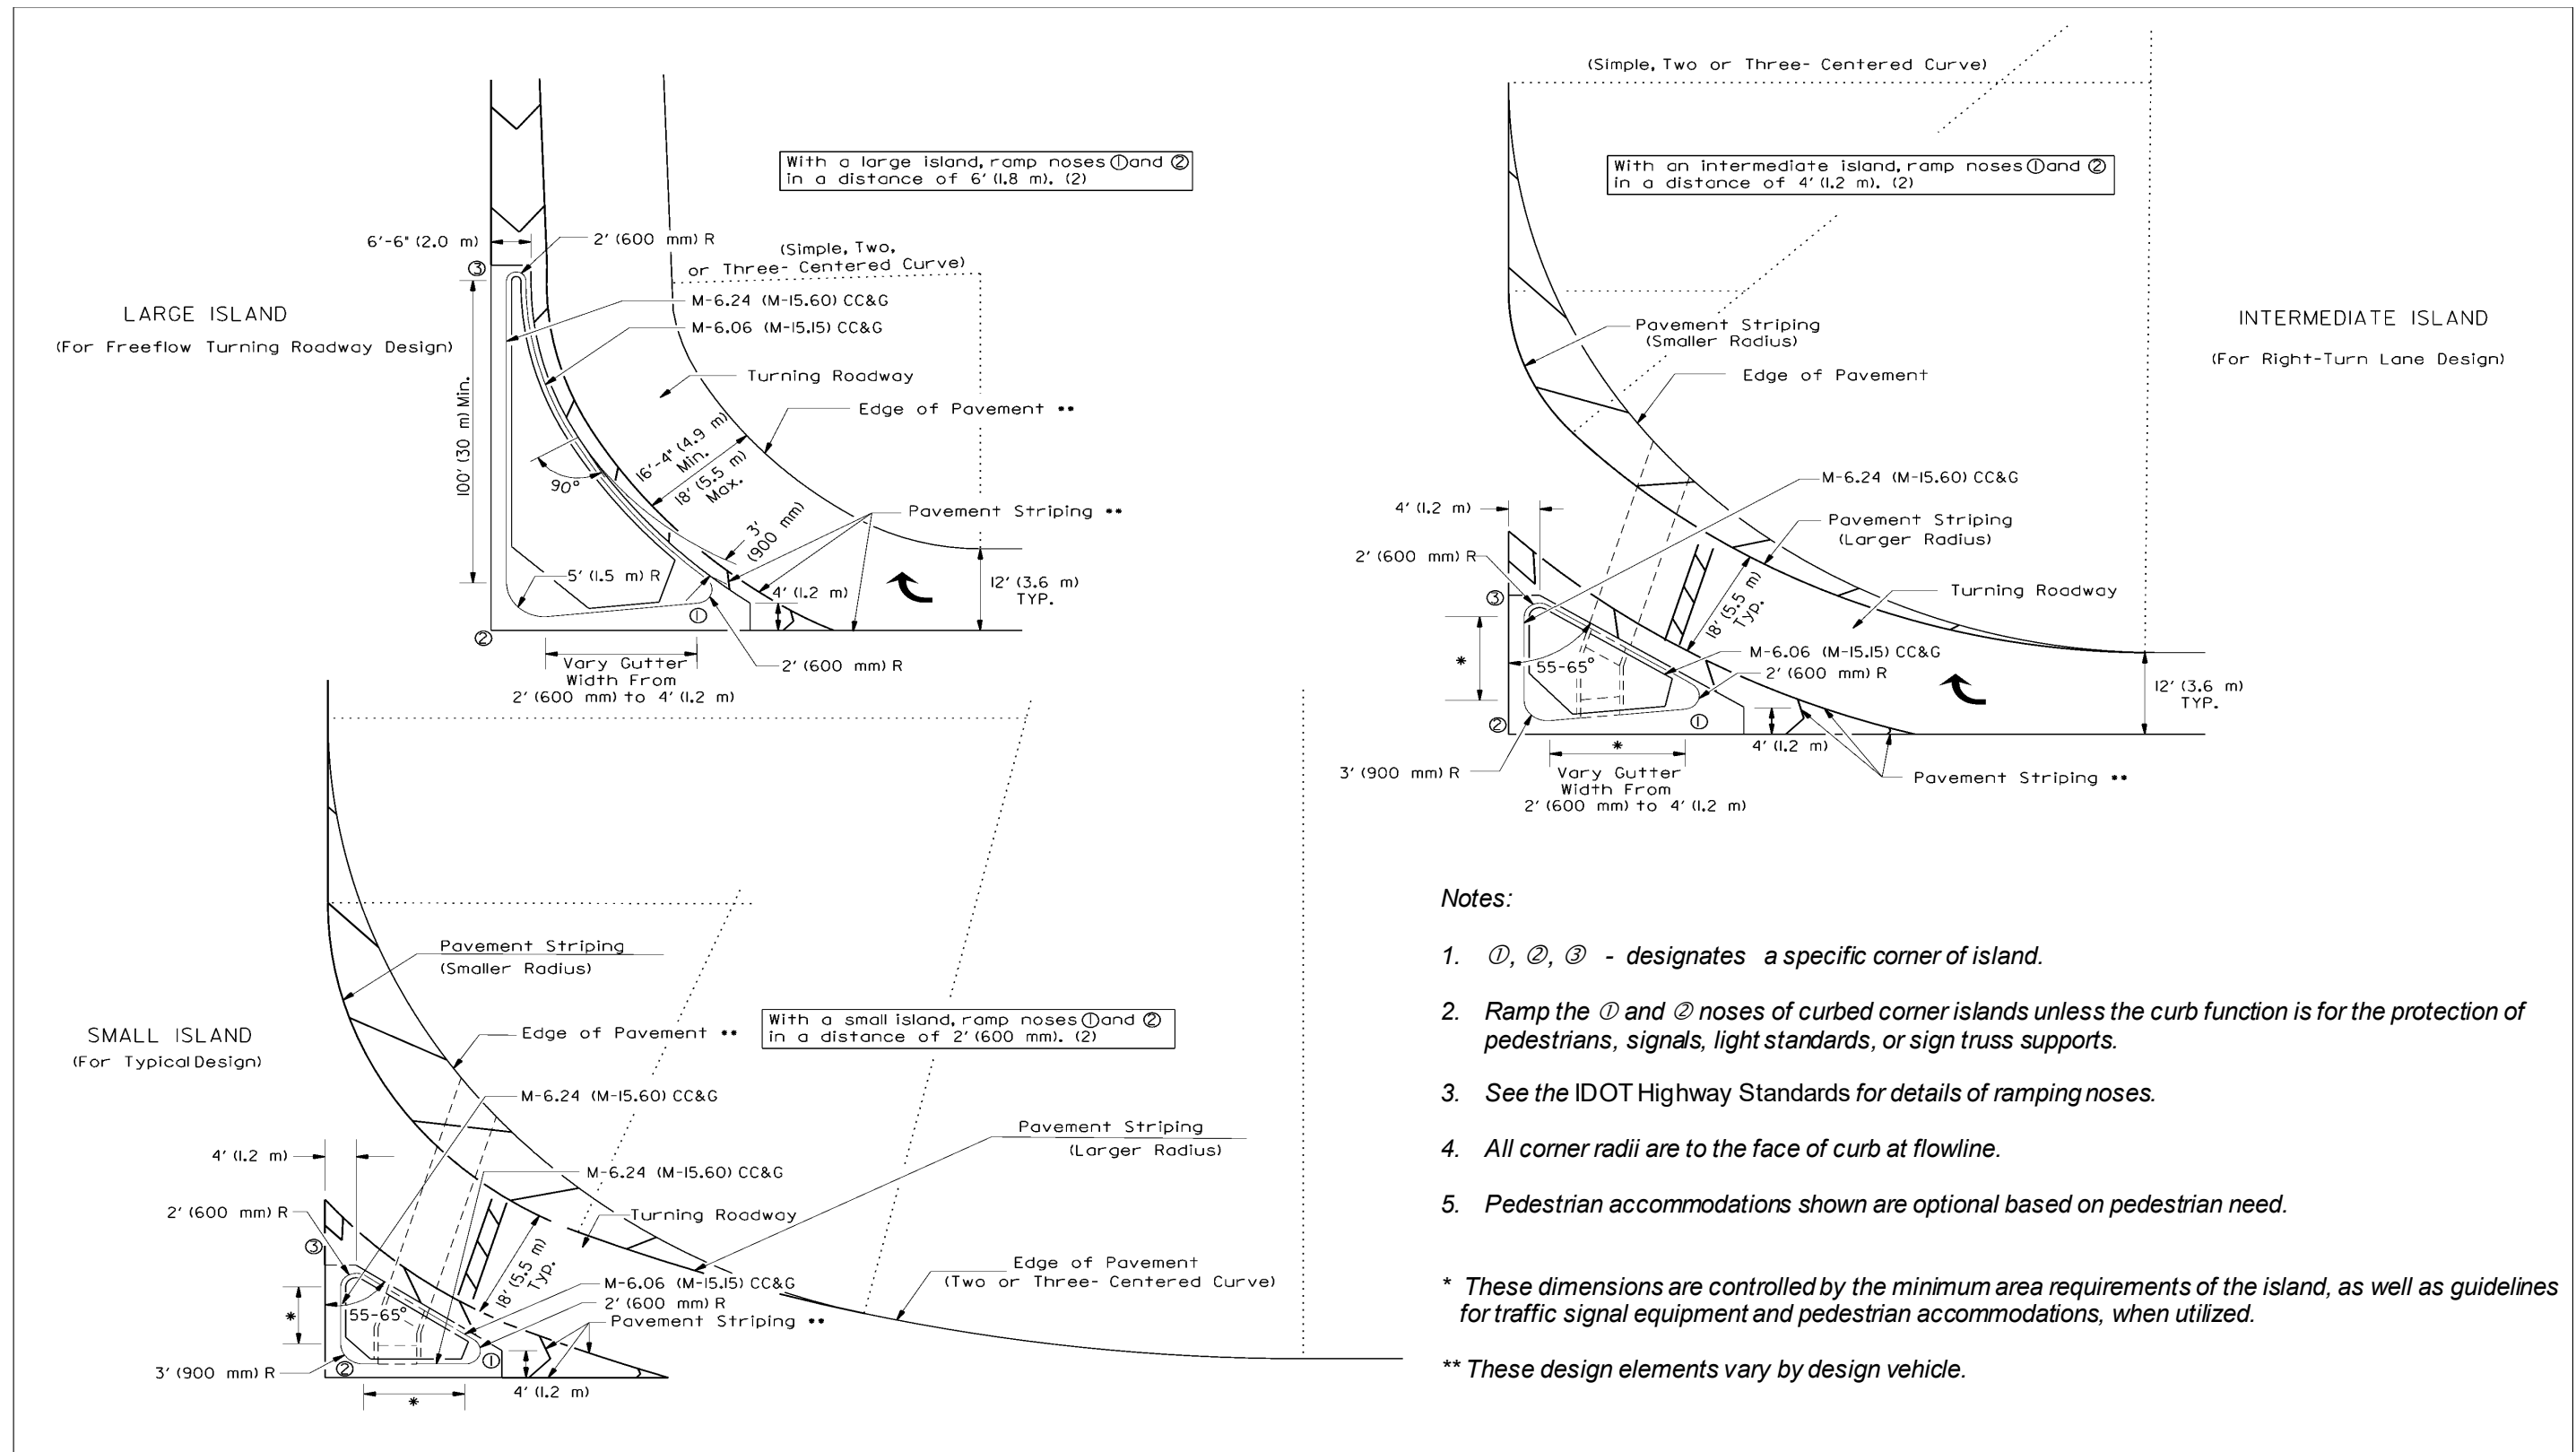 With a large island, ramp noses ① and ②
in a distance of 6' (1.8 m). (2)
6'-6" (2.0 m)
2' (600 mm) R
(Simple, Two,
or Three- Centered Curve)
③
M-6.24 (M-15.60) CC&G
M-6.06 (M-15.15) CC&G
LARGE ISLAND
(For Freeflow Turning Roadway Design)
Turning Roadway
Edge of Pavement **
100' (30 m) Min.
16'-4" (4.9 m)
Min.
18' (5.5 m)
Max.
90°
3'
(900 mm)
Pavement Striping **
5' (1.5 m) R
4' (1.2 m)
12' (3.6 m)
TYP.
①
②
2' (600 mm) R
Vary Gutter
Width From
2' (600 mm) to 4' (1.2 m)
(Simple, Two or Three- Centered Curve)
With an intermediate island, ramp noses ① and ②
in a distance of 4' (1.2 m). (2)
INTERMEDIATE ISLAND
(For Right-Turn Lane Design)
Pavement Striping
(Smaller Radius)
Edge of Pavement
M-6.24 (M-15.60) CC&G
4' (1.2 m)
Pavement Striping
(Larger Radius)
2' (600 mm) R
Turning Roadway
③
18' (5.5 m)
Typ.
M-6.06 (M-15.15) CC&G
*
55-65°
2' (600 mm) R
12' (3.6 m)
TYP.
②
①
*
4' (1.2 m)
3' (900 mm) R
Vary Gutter
Width From
2' (600 mm) to 4' (1.2 m)
Pavement Striping **
Pavement Striping
(Smaller Radius)
SMALL ISLAND
(For Typical Design)
Edge of Pavement **
With a small island, ramp noses ① and ②
in a distance of 2' (600 mm). (2)
M-6.24 (M-15.60) CC&G
Pavement Striping
(Larger Radius)
4' (1.2 m)
M-6.24 (M-15.60) CC&G
2' (600 mm) R
Turning Roadway
③
18' (5.5 m)
Typ.
Edge of Pavement
(Two or Three- Centered Curve)
M-6.06 (M-15.15) CC&G
2' (600 mm) R
*
55-65°
Pavement Striping **
3' (900 mm) R
②
①
4' (1.2 m)
*
Notes:
1. ①, ②, ③ - designates a specific corner of island.
2. Ramp the ① and ② noses of curbed corner islands unless the curb function is for the protection of
pedestrians, signals, light standards, or sign truss supports.
3. See the IDOT Highway Standards for details of ramping noses.
4. All corner radii are to the face of curb at flowline.
5. Pedestrian accommodations shown are optional based on pedestrian need.
* These dimensions are controlled by the minimum area requirements of the island, as well as guidelines
for traffic signal equipment and pedestrian accommodations, when utilized.
** These design elements vary by design vehicle.